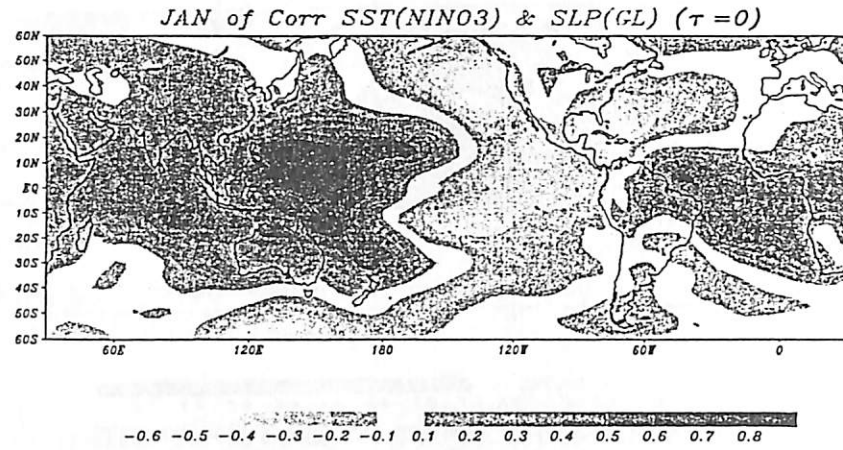 JAN of Corr SST(NINO3) & SLP(GL) (τ=0)
60N
50N
40N
30N
20N
10N
EQ
10S
20S
30S
40S
50S
60S
60E 120E 180 120W 60W 0
-0.6 -0.5 -0.4 -0.3 -0.2 -0.1 0.1 0.2 0.3 0.4 0.5 0.6 0.7 0.8